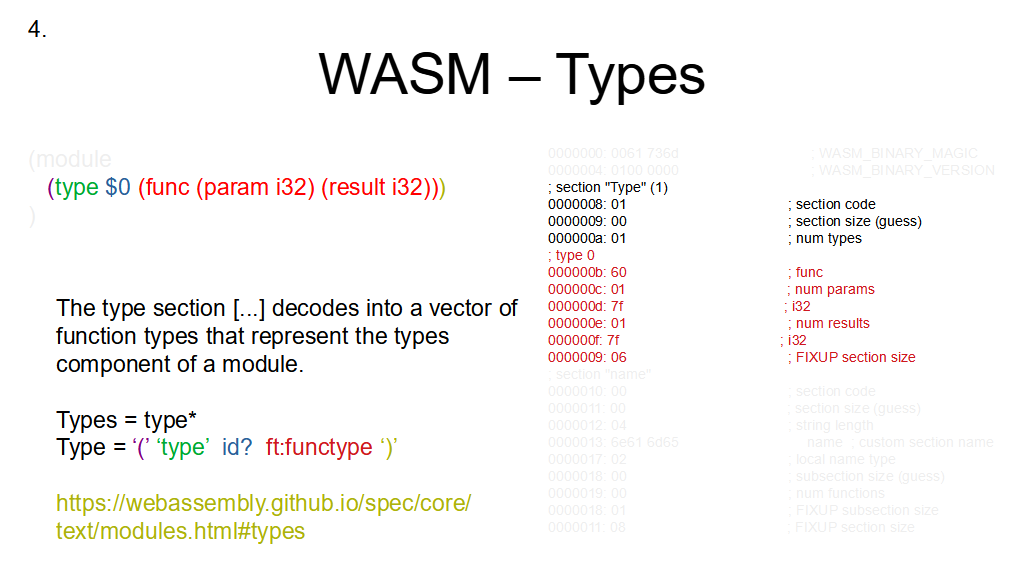 4.
WASM – Types
(module
(type $0 (func (param i32) (result i32)))
)
The type section [...] decodes into a vector of
function types that represent the types
component of a module.
Types = type*
Type = ‘(’ ‘type’ id? ft:functype ‘)’
https://webassembly.github.io/spec/core/
text/modules.html#types
0000000: 0061 736d ; WASM_BINARY_MAGIC
0000004: 0100 0000 ; WASM_BINARY_VERSION
; section "Type" (1)
0000008: 01 ; section code
0000009: 00 ; section size (guess)
000000a: 01 ; num types
; type 0
000000b: 60 ; func
000000c: 01 ; num params
000000d: 7f ; i32
000000e: 01 ; num results
000000f: 7f ; i32
0000009: 06 ; FIXUP section size
; section "name"
0000010: 00 ; section code
0000011: 00 ; section size (guess)
0000012: 04 ; string length
0000013: 6e61 6d65 name ; custom section name
0000017: 02 ; local name type
0000018: 00 ; subsection size (guess)
0000019: 00 ; num functions
0000018: 01 ; FIXUP subsection size
0000011: 08 ; FIXUP section size